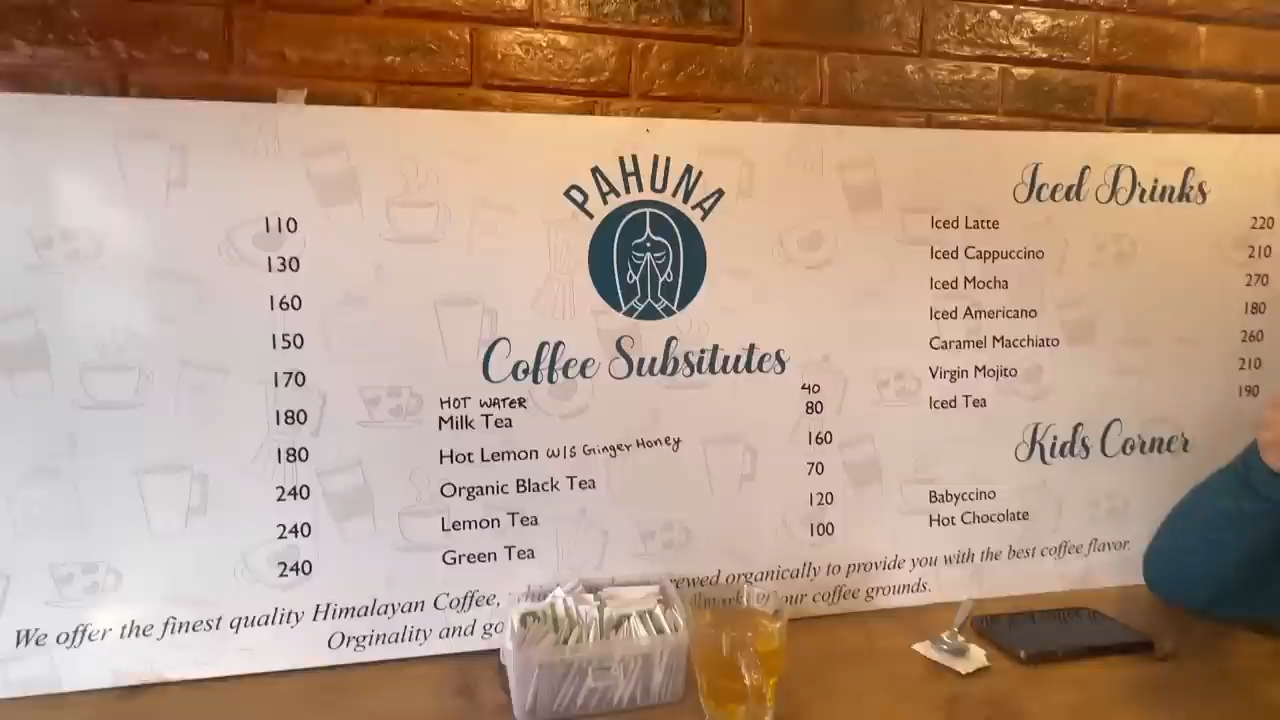 110
130
160
150
170
180
180
240
240
240
PAHUNA
Coffee Subsitutes
HOT WATER 40
Milk Tea 80
Hot Lemon W/S Ginger Honey 160
Organic Black Tea 70
Lemon Tea 120
Green Tea 100
Iced Drinks
Iced Latte 220
Iced Cappuccino 210
Iced Mocha 270
Iced Americano 180
Caramel Macchiato 260
Virgin Mojito 210
Iced Tea 190
Kids Corner
Babyccino
Hot Chocolate
We offer the finest quality Himalayan Coffee, rewed organically to provide you with the best coffee flavor.
Orginality and go our coffee grounds.